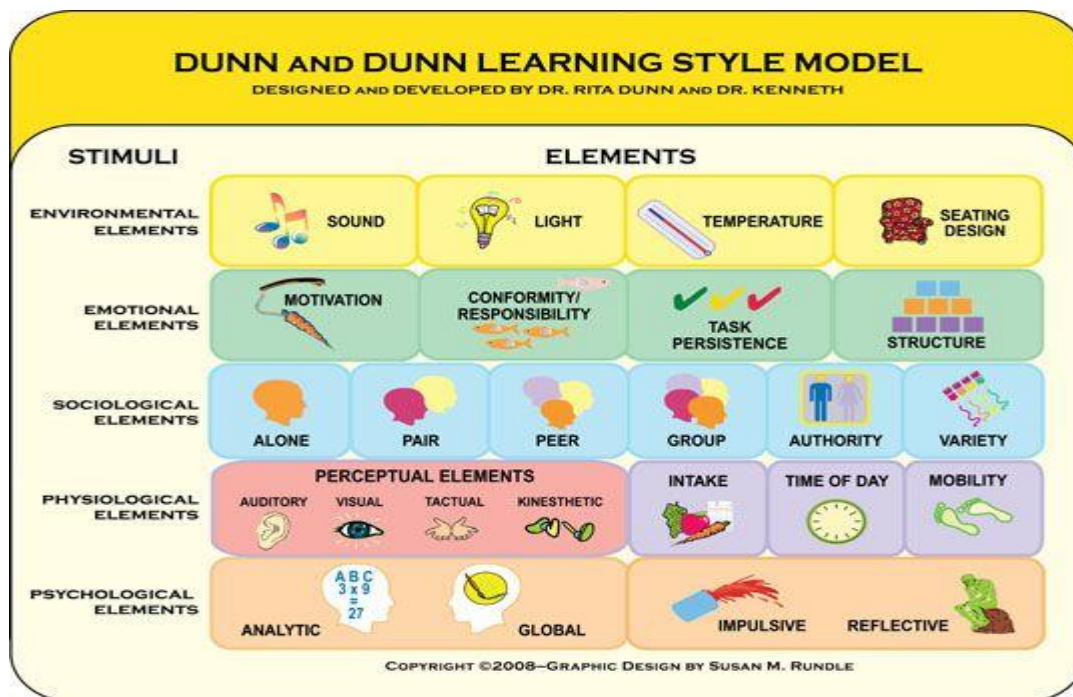 DUNN AND DUNN LEARNING STYLE MODEL
DESIGNED AND DEVELOPED BY DR. RITA DUNN AND DR. KENNETH
STIMULI
ELEMENTS
ENVIRONMENTAL
ELEMENTS
SOUND
LIGHT
TEMPERATURE
SEATING
DESIGN
EMOTIONAL
ELEMENTS
MOTIVATION
CONFORMITY/
RESPONSIBILITY
TASK
PERSISTENCE
STRUCTURE
SOCIOLOGICAL
ELEMENTS
ALONE
PAIR
PEER
GROUP
AUTHORITY
VARIETY
PHYSIOLOGICAL
ELEMENTS
PERCEPTUAL ELEMENTS
AUDITORY
VISUAL
TACTUAL
KINESTHETIC
INTAKE
TIME OF DAY
MOBILITY
PSYCHOLOGICAL
ELEMENTS
A B C
3 x 9
=
27
ANALYTIC
GLOBAL
IMPULSIVE
REFLECTIVE
COPYRIGHT ©2008–GRAPHIC DESIGN BY SUSAN M. RUNDLE